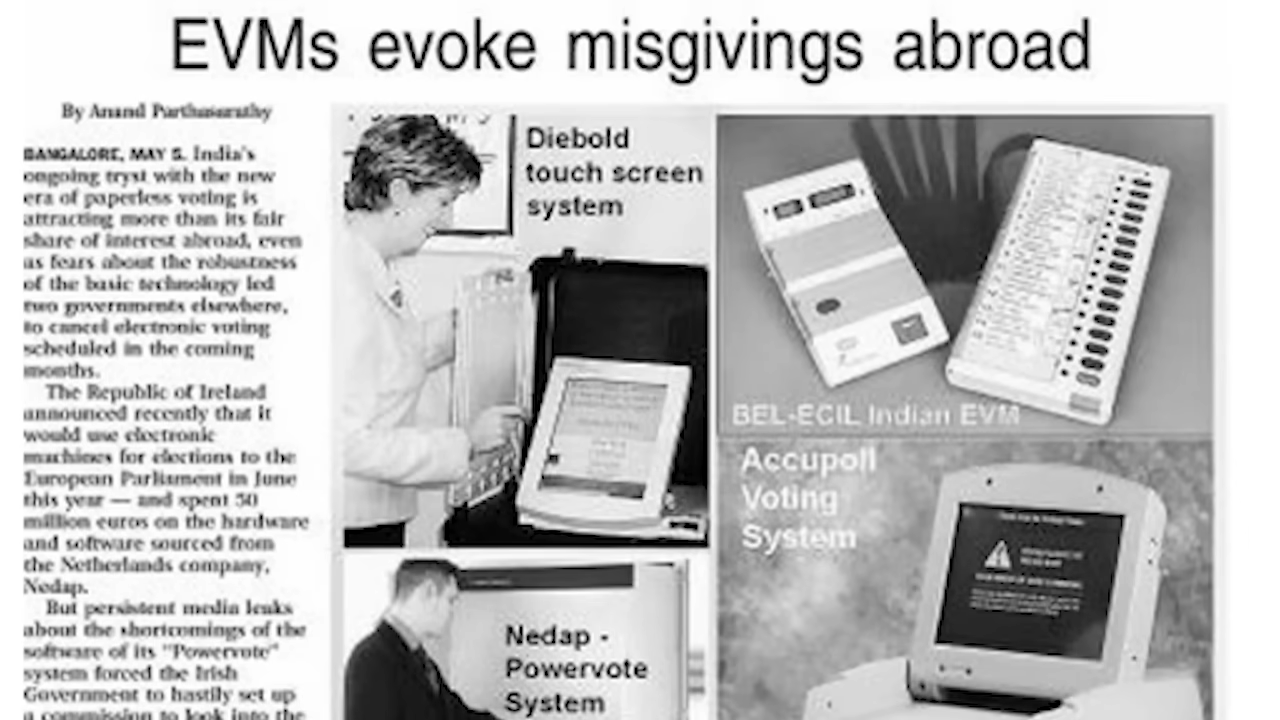 EVMs evoke misgivings abroad
By Anand Parthasarathy
BANGALORE, MAY 5. India's
ongoing tryst with the new
era of paperless voting is
attracting more than its fair
share of interest abroad, even
as fears about the robustness
of the basic technology led
two governments elsewhere,
to cancel electronic voting
scheduled in the coming
months.
The Republic of Ireland
announced recently that it
would use electronic
machines for elections to the
European Parliament in June
this year — and spent 50
million euros on the hardware
and software sourced from
the Netherlands company,
Nedap.
But persistent media leaks
about the shortcomings of the
software of its "Powervote"
system forced the Irish
Government to hastily set up
a commission to look into the
Diebold
touch screen
system
BEL-ECIL Indian EVM
Accupoll
Voting
System
Nedap -
Powervote
System